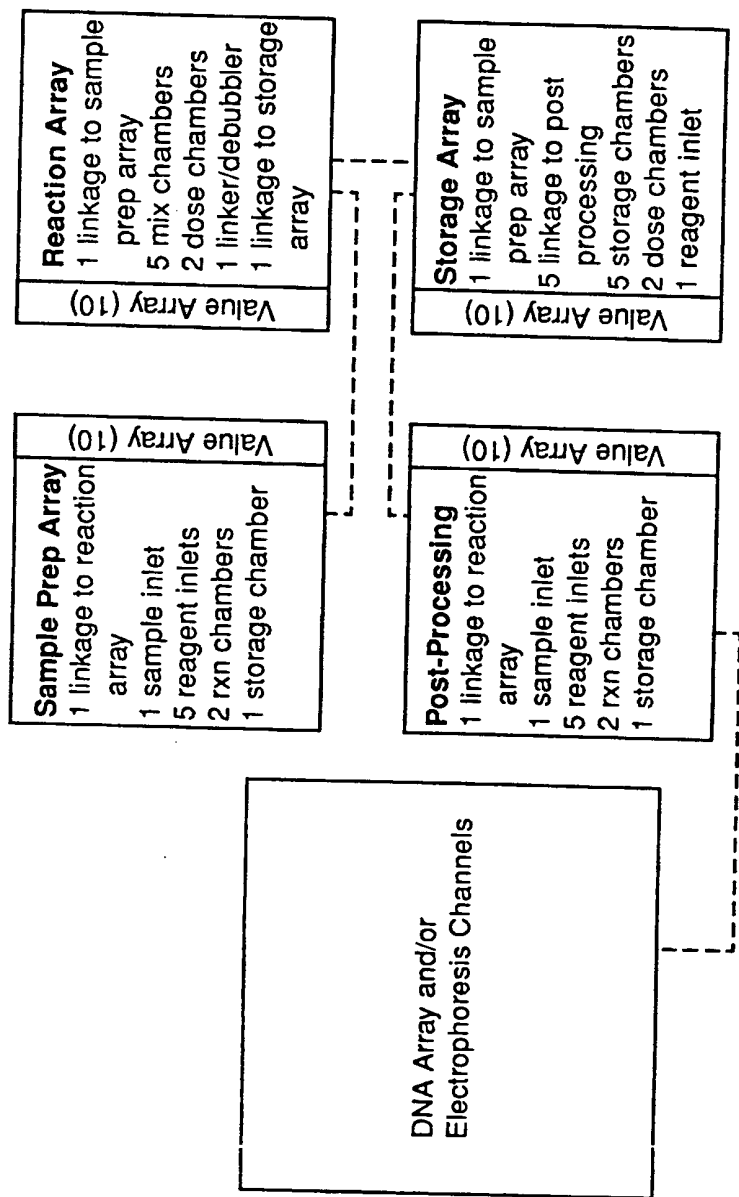 Sample Prep Array
1 linkage to reaction
array
1 sample inlet
5 reagent inlets
2 rxn chambers
1 storage chamber
Value Array (10)
Reaction Array
1 linkage to sample
prep array
5 mix chambers
2 dose chambers
1 linker/debubbler
1 linkage to storage
array
Value Array (10)
DNA Array and/or
Electrophoresis Channels
Post-Processing
1 linkage to reaction
array
1 sample inlet
5 reagent inlets
2 rxn chambers
1 storage chamber
Value Array (10)
Storage Array
1 linkage to sample
prep array
5 linkage to post
processing
5 storage chambers
2 dose chambers
1 reagent inlet
Value Array (10)